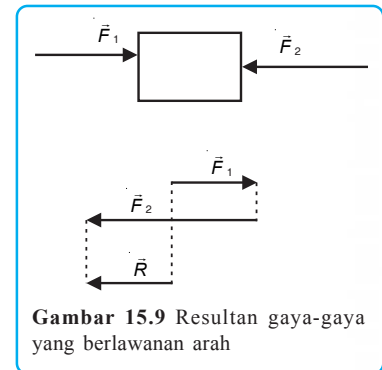 F⃗₁
F⃗₂
F⃗₁
F⃗₂
R⃗
Gambar 15.9 Resultan gaya-gaya
yang berlawanan arah